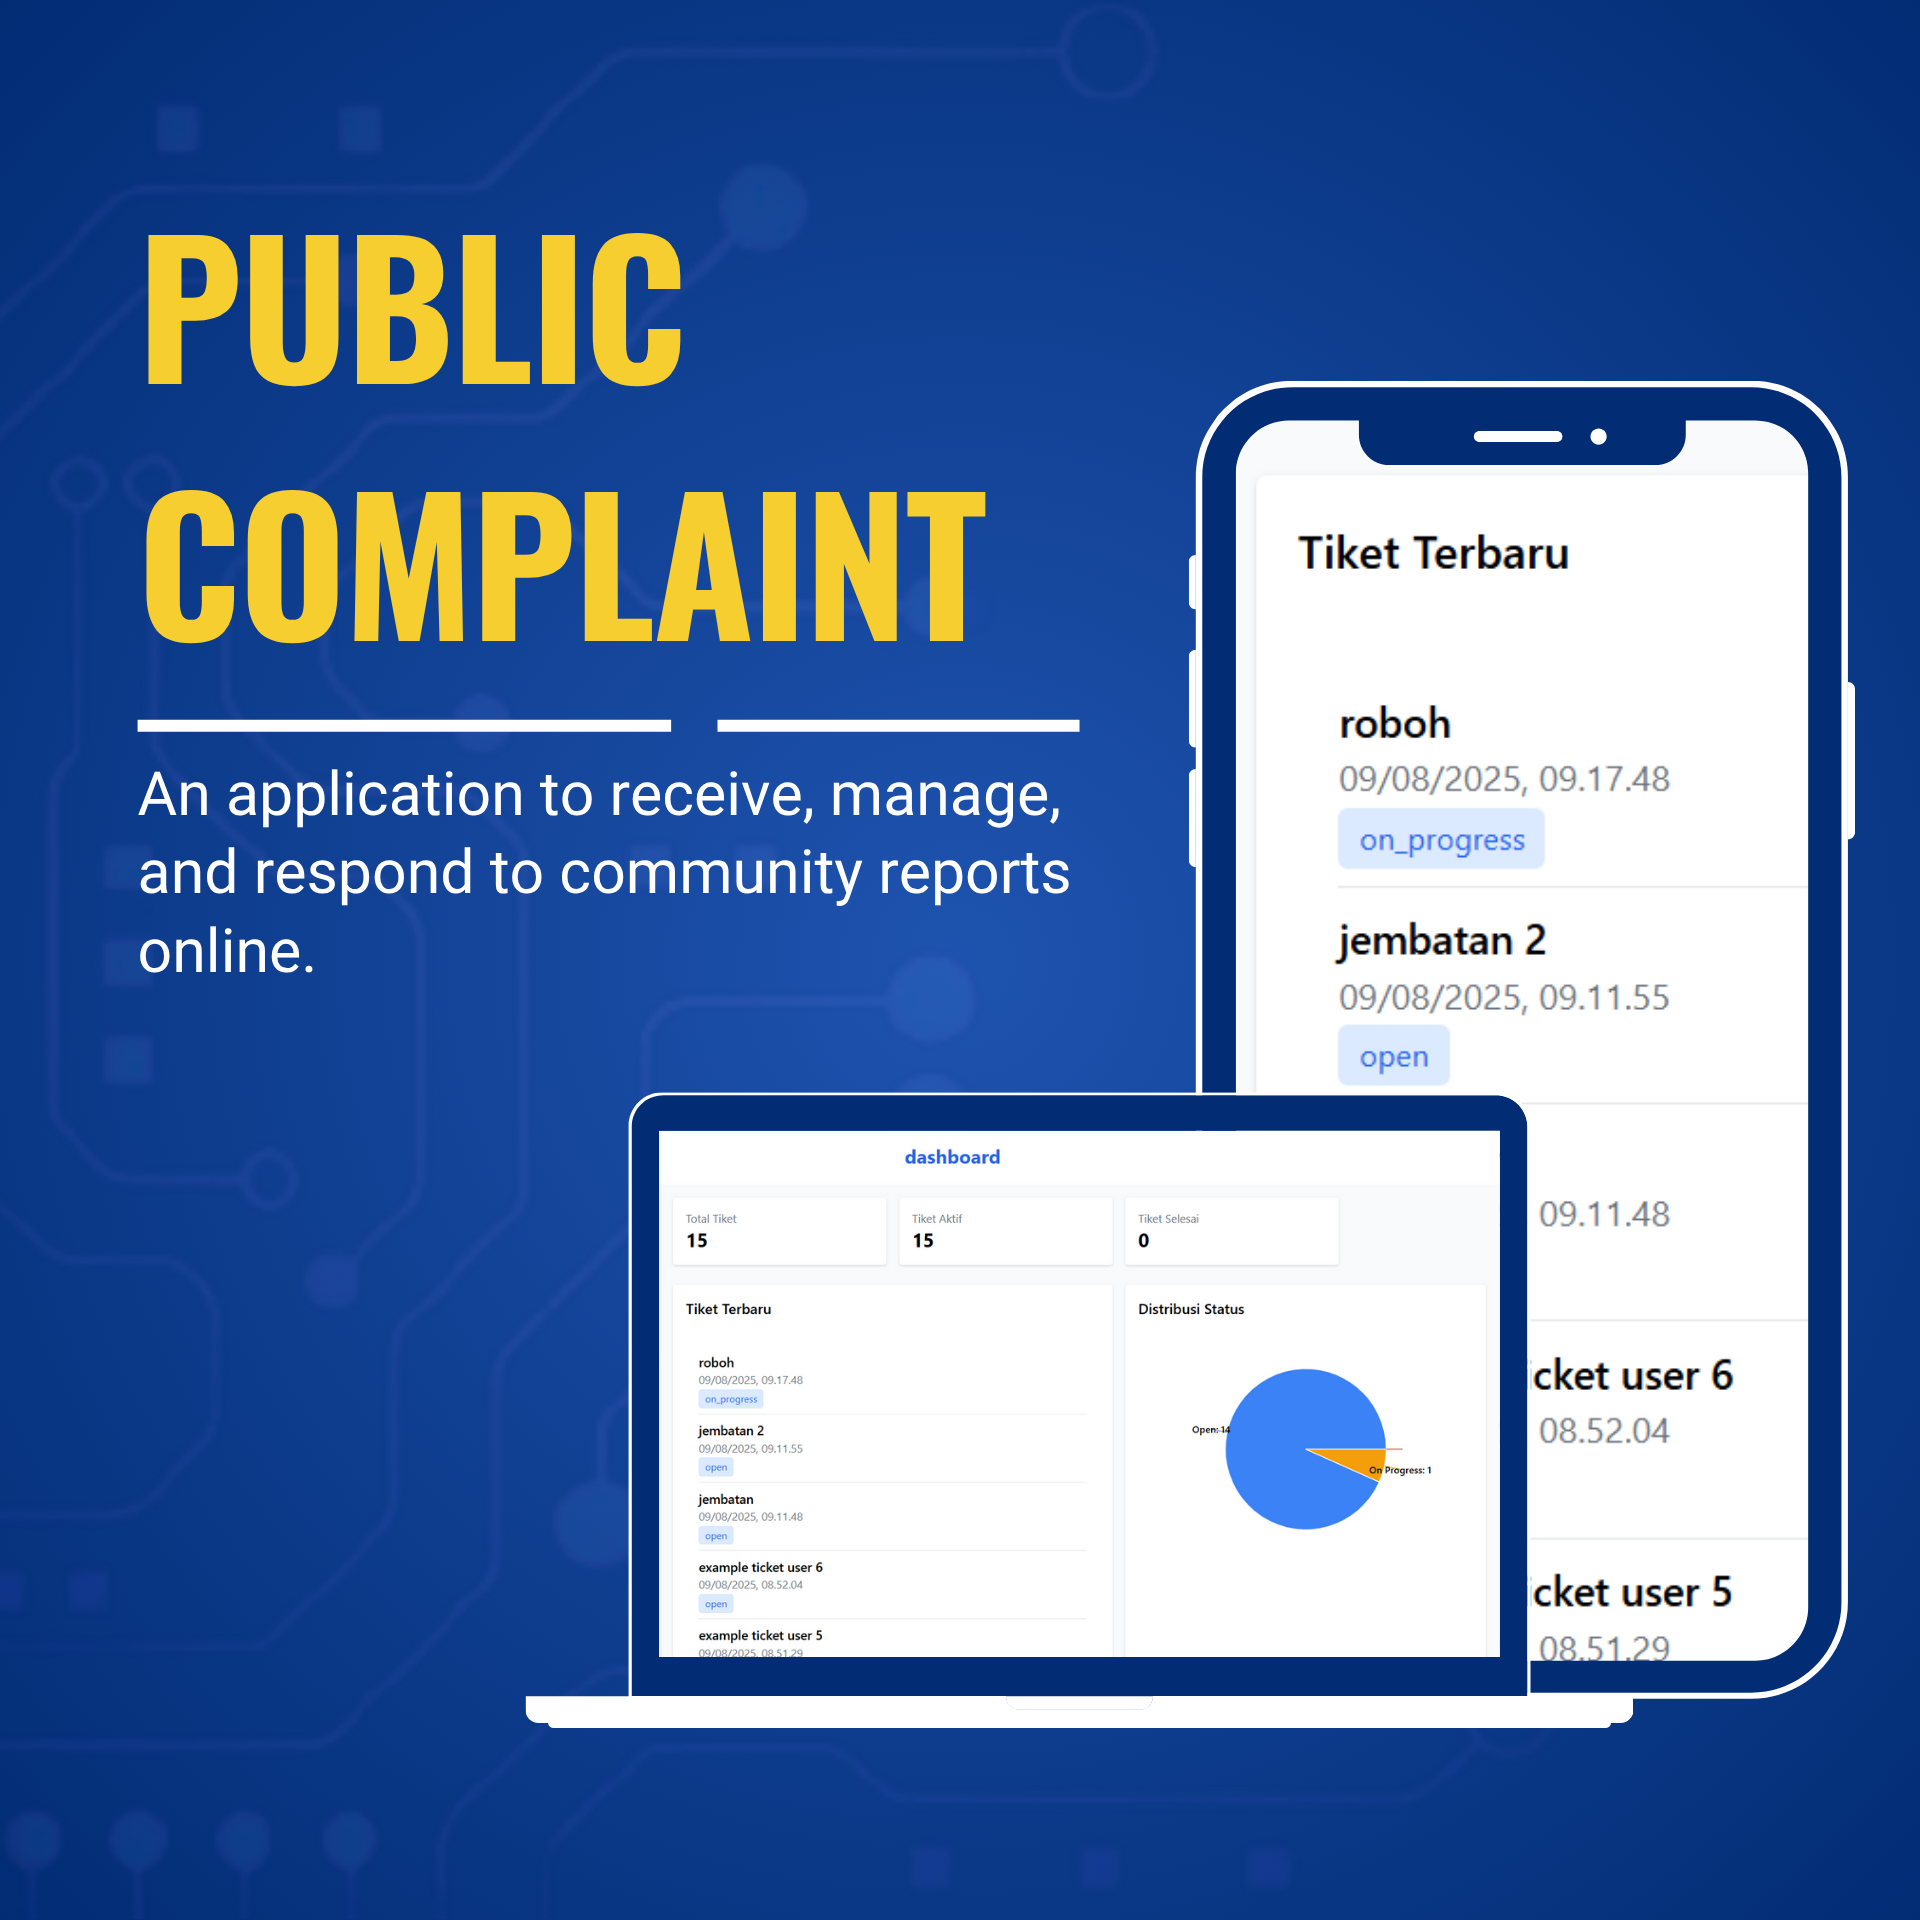 PUBLIC
COMPLAINT
An application to receive, manage,
and respond to community reports
online.
Tiket Terbaru
roboh
09/08/2025, 09.17.48
on_progress
jembatan 2
09/08/2025, 09.11.55
open
09.11.48
cket user 6
08.52.04
cket user 5
08.51.29
dashboard
Total Tiket
15
Tiket Aktif
15
Tiket Selesai
0
Tiket Terbaru
roboh
09/08/2025, 09.17.48
on_progress
jembatan 2
09/08/2025, 09.11.55
open
jembatan
09/08/2025, 09.11.48
open
example ticket user 6
09/08/2025, 08.52.04
open
example ticket user 5
09/08/2025, 08.51.29
Distribusi Status
Open: 14
On Progress: 1